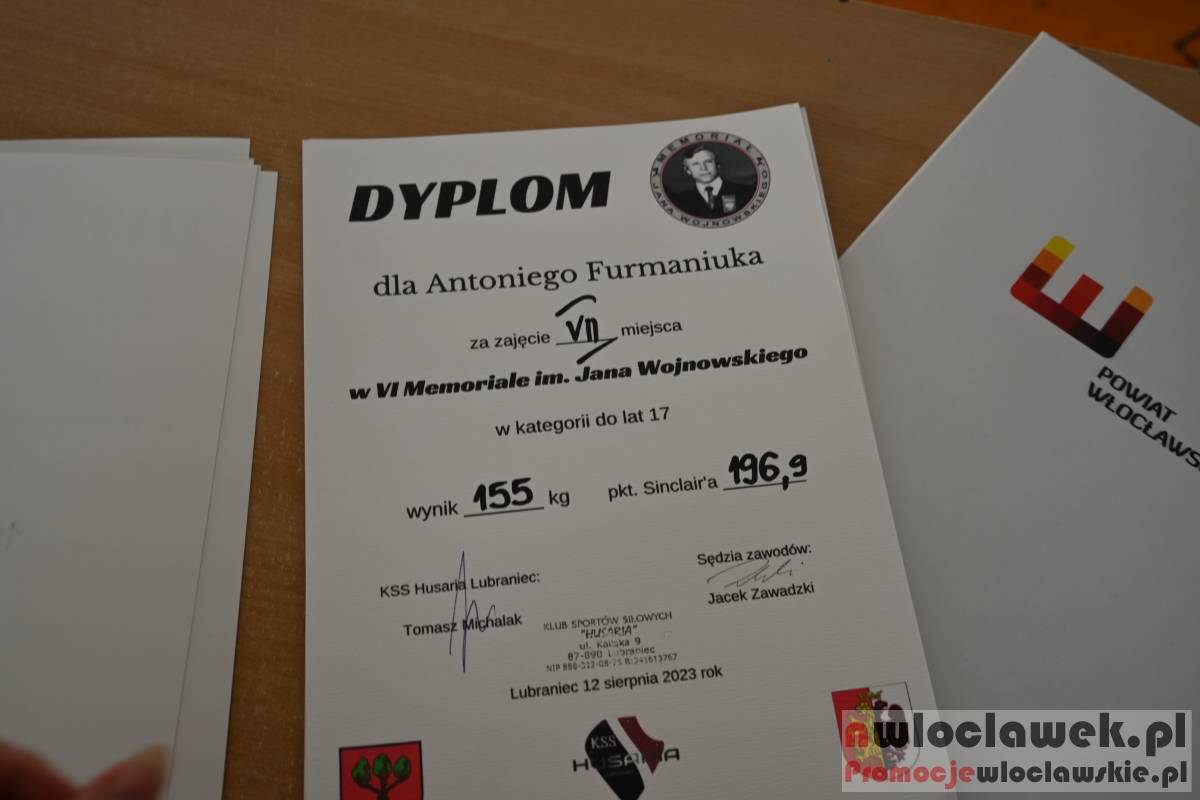 MEMORIAŁ
JANA WOJNOWSKIEGO
DYPLOM
dla Antoniego Furmaniuka
za zajęcie VII miejsca
w VI Memoriale im. Jana Wojnowskiego
w kategorii do lat 17
wynik 155 kg pkt. Sinclair'a 196,9
KSS Husaria Lubraniec:
Tomasz Michalak
Sędzia zawodów:
Jacek Zawadzki
KLUB SPORTÓW SIŁOWYCH
"HUSARIA"
ul. Kaliska 9
87-890 Lubraniec
NIP
Lubraniec 12 sierpnia 2023 rok
KSS
HUSARIA
POWIAT
WŁOCŁAWS
nwloclawek.pl
Promocjewloclawskie.pl